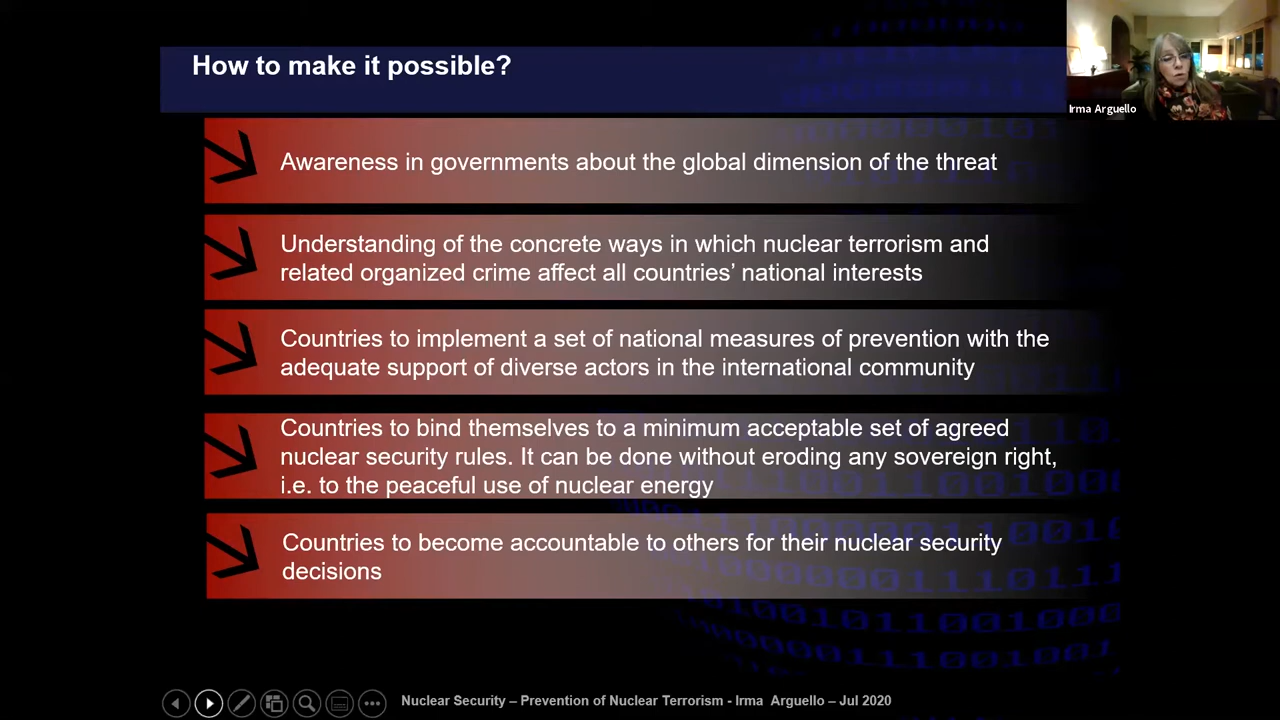 How to make it possible?
Irma Arguello
Awareness in governments about the global dimension of the threat
Understanding of the concrete ways in which nuclear terrorism and
related organized crime affect all countries’ national interests
Countries to implement a set of national measures of prevention with the
adequate support of diverse actors in the international community
Countries to bind themselves to a minimum acceptable set of agreed
nuclear security rules. It can be done without eroding any sovereign right,
i.e. to the peaceful use of nuclear energy
Countries to become accountable to others for their nuclear security
decisions
Nuclear Security – Prevention of Nuclear Terrorism - Irma Arguello – Jul 2020